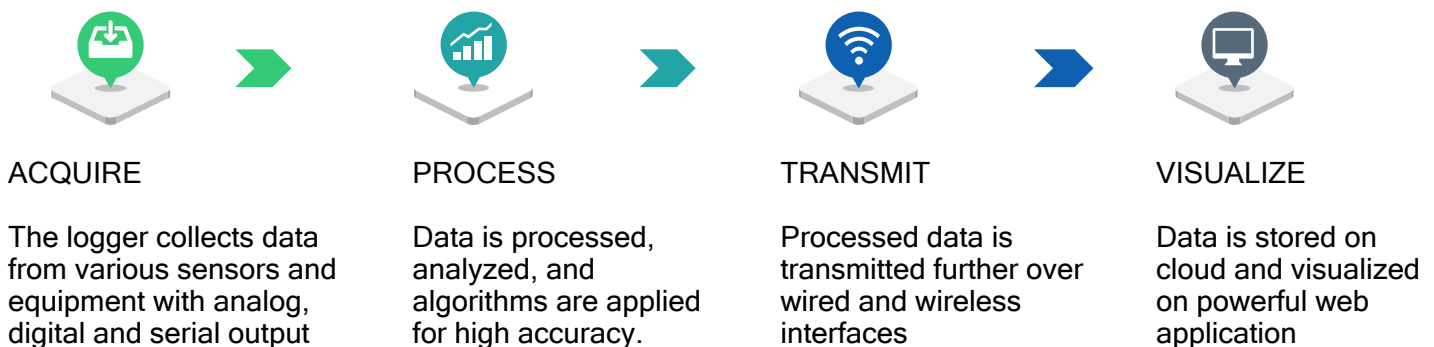 ACQUIRE
The logger collects data
from various sensors and
equipment with analog,
digital and serial output
PROCESS
Data is processed,
analyzed, and
algorithms are applied
for high accuracy.
TRANSMIT
Processed data is
transmitted further over
wired and wireless
interfaces
VISUALIZE
Data is stored on
cloud and visualized
on powerful web
application